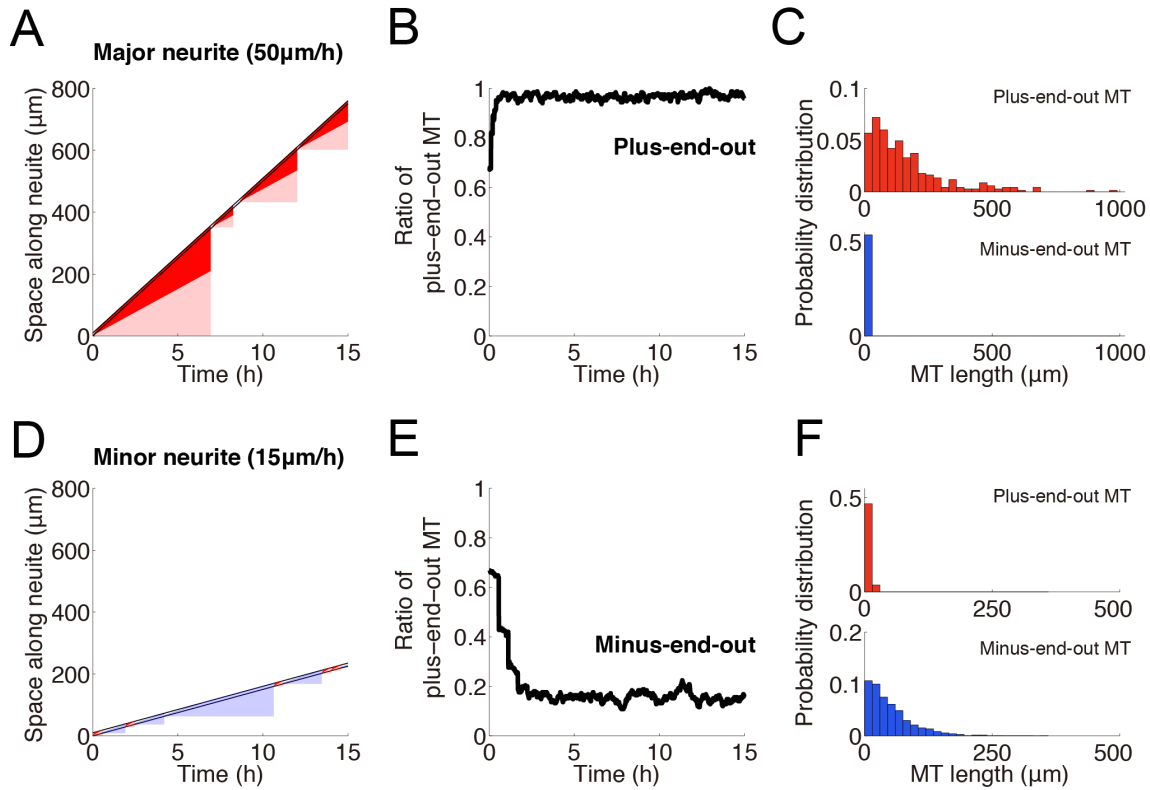 A
Major neurite (50µm/h)
Space along neurite (µm)
800
600
400
200
0
0
5
10
15
Time (h)
B
Ratio of
plus−end−out MT
1
0.8
0.6
0.4
0.2
0
Plus-end-out
0
5
10
15
Time (h)
C
Probability distribution
0.1
0.05
0
Plus-end-out MT
0
500
1000
0.5
0
Minus-end-out MT
0
500
1000
MT length (µm)
D
Minor neurite (15µm/h)
Space along neuite (µm)
800
600
400
200
0
0
5
10
15
Time (h)
E
Ratio of
plus−end−out MT
1
0.8
0.6
0.4
0.2
0
Minus-end-out
0
5
10
15
Time (h)
F
Probability distribution
0.5
0
Plus-end-out MT
0
250
500
0.2
0.1
0
Minus-end-out MT
0
250
500
MT length (µm)